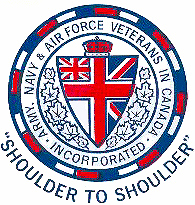 ARMY, NAVY & AIR FORCE VETERANS IN CANADA
· INCORPORATED ·
"SHOULDER TO SHOULDER"